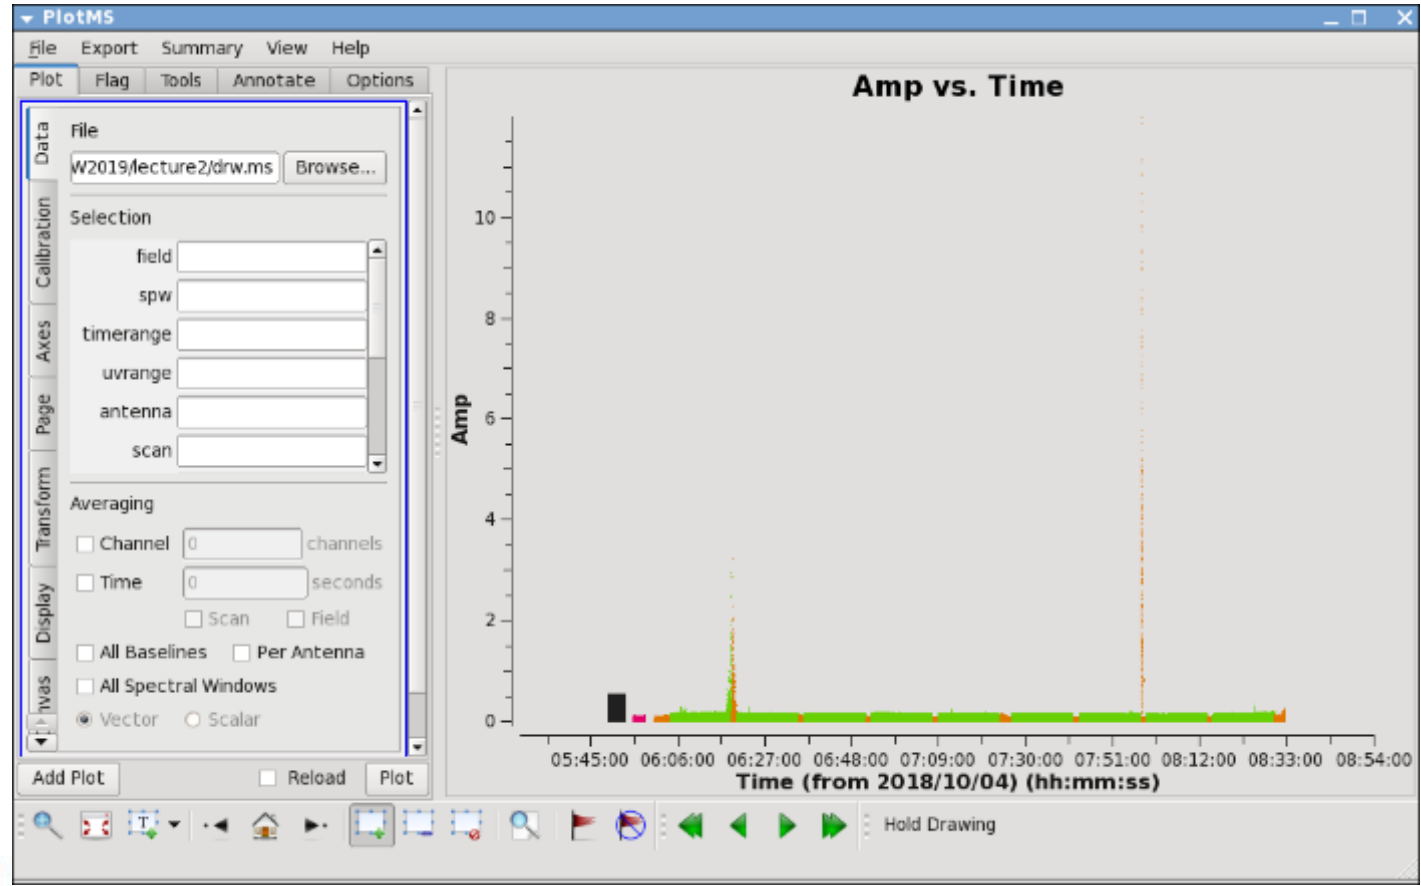 PlotMS
File Export Summary View Help
Plot Flag Tools Annotate Options
Data
Calibration
Axes
Page
Transform
Display
nvas
File
W2019/lecture2/drw.ms Browse...
Selection
field
spw
timerange
uvrange
antenna
scan
Averaging
Channel 0 channels
Time 0 seconds
Scan Field
All Baselines Per Antenna
All Spectral Windows
Vector Scalar
Add Plot Reload Plot
Amp vs. Time
Amp
10
8
6
4
2
0
05:45:00 06:06:00 06:27:00 06:48:00 07:09:00 07:30:00 07:51:00 08:12:00 08:33:00 08:54:00
Time (from 2018/10/04) (hh:mm:ss)
T
Hold Drawing